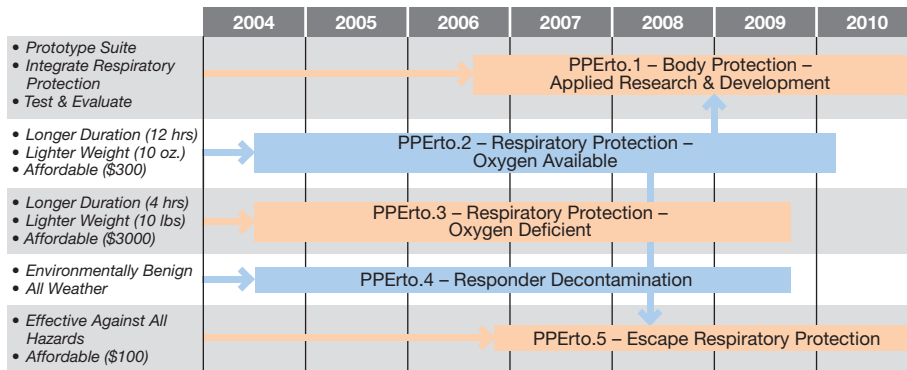 2004 2005 2006 2007 2008 2009 2010
• Prototype Suite
• Integrate Respiratory
Protection
• Test & Evaluate
PPErto.1 – Body Protection –
Applied Research & Development
• Longer Duration (12 hrs)
• Lighter Weight (10 oz.)
• Affordable ($300)
PPErto.2 – Respiratory Protection –
Oxygen Available
• Longer Duration (4 hrs)
• Lighter Weight (10 lbs)
• Affordable ($3000)
PPErto.3 – Respiratory Protection –
Oxygen Deficient
• Environmentally Benign
• All Weather
PPErto.4 – Responder Decontamination
• Effective Against All
Hazards
• Affordable ($100)
PPErto.5 – Escape Respiratory Protection